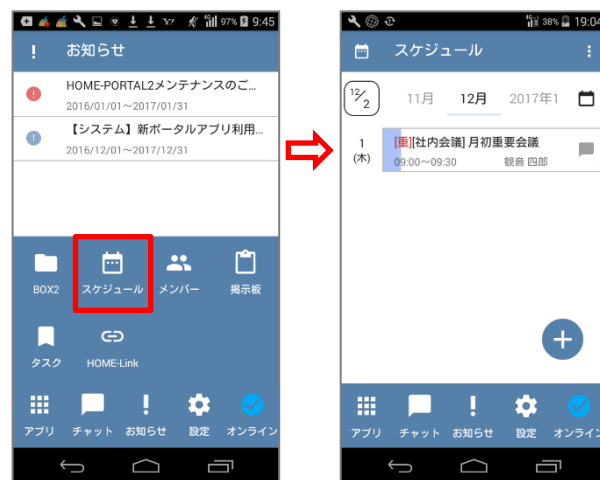 97% 9:45
お知らせ
HOME-PORTAL2メンテナンスのご...
2016/01/01～2017/01/31
【システム】新ポータルアプリ利用...
2016/12/01～2017/12/31
BOX2 スケジュール メンバー 掲示板
タスク HOME-Link
アプリ チャット お知らせ 設定 オンライン
38% 19:04
スケジュール
12/2 11月 12月 2017年1
1 [重][社内会議] 月初重要会議
(木) 09:00～09:30 観音 四郎
アプリ チャット お知らせ 設定 オンライン